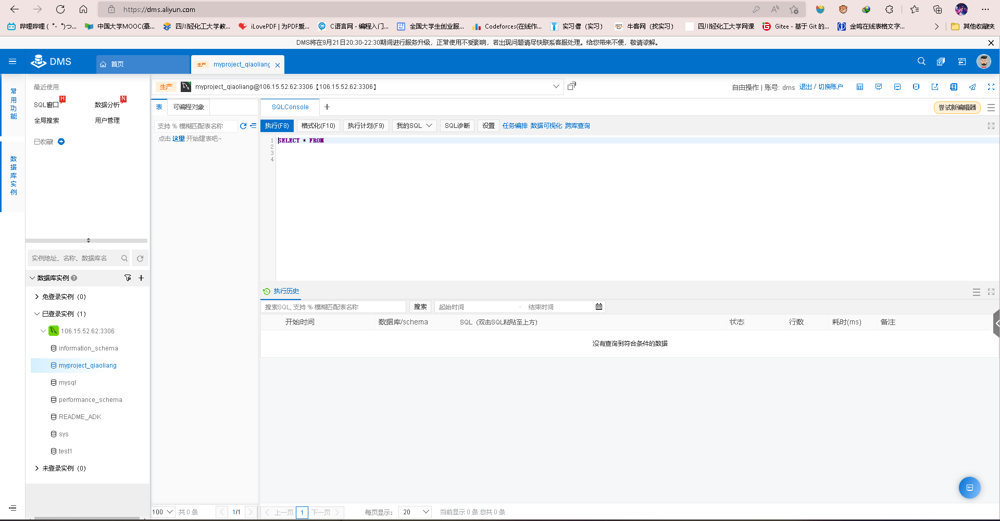 https://dms.aliyun.com
哔哩哔哩 (゜-゜)つ...
中国大学MOOC(慕...
四川轻化工大学教...
iLovePDF | 为PDF爱...
C语言网 - 编程入门...
全国大学生创业服...
Codeforces(在线作...
实习僧（实习）
牛客网（找实习）
四川轻化工大学网课
Gitee - 基于 Git 的...
金鸣在线表格文字...
其他收藏夹
DMS将在9月21日20:30-22:30期间进行服务升级，正常使用不受影响，若出现问题请尽快联系客服处理。给您带来不便，敬请谅解。
DMS
首页
生产
myproject_qiaoliang
常用功能
数据库实例
最近使用
SQL窗口 H
数据分析 N
全局搜索
用户管理
已收藏
生产
myproject_qiaoliang@106.15.52.62:3306【106.15.52.62:3306】
自由操作 | 账号: dms 退出 / 切换账户
表
可编程对象
SQLConsole
尝试新编辑器
支持 % 模糊匹配表名称
点击 这里 开始建表吧~
执行(F8)
格式化(F10)
执行计划(F9)
我的SQL
SQL诊断
设置
任务编排 数据可视化 跨库查询
1 SELECT * FROM
2
3
4
实例地址、名称、数据库名
数据库实例
免登录实例 (0)
已登录实例 (1)
106.15.52.62:3306
information_schema
myproject_qiaoliang
mysql
performance_schema
README_ADK
sys
test1
未登录实例 (0)
执行历史
搜索SQL, 支持 % 模糊匹配表名称
搜索
起始时间 - 结束时间
开始时间
数据库/schema
SQL（双击SQL粘贴至上方）
状态
行数
耗时(ms)
备注
没有查询到符合条件的数据
100
共 0 条
1/1
上一页 1 下一页
每页显示：
20
当前显示 0 条 总共 0 条